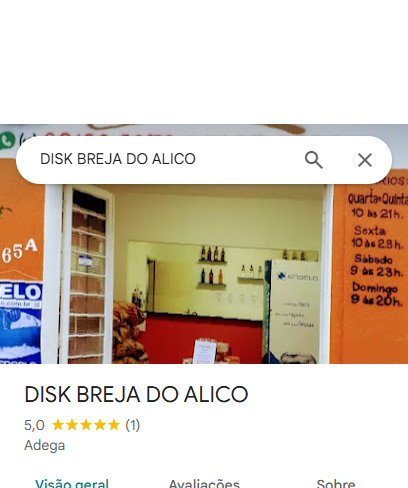 DISK BREJA DO ALICO
65A
ELO
Quarta e Quinta
10 às 21h.
Sexta
10 às 23h.
Sábado
9 às 23h.
Domingo
9 às 20h.
DISK BREJA DO ALICO
5,0 ★★★★★ (1)
Adega
Visão geral
Avaliações
Sobre